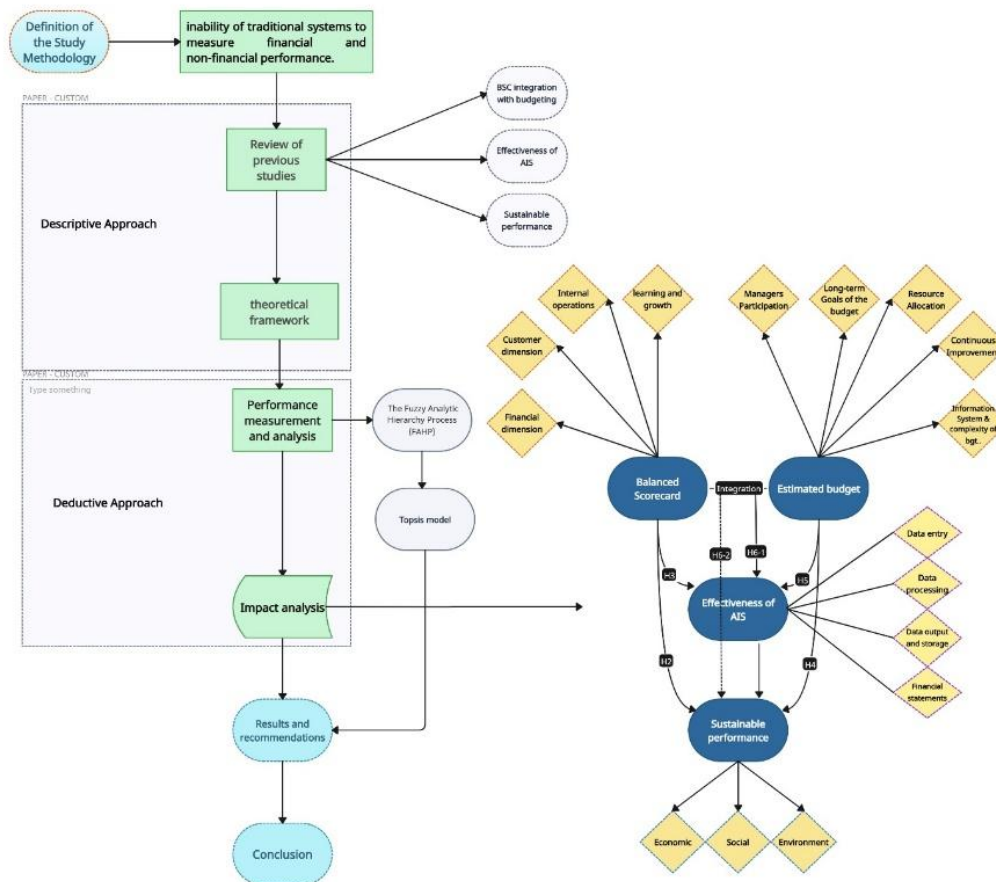 Definition of
the Study
Methodology
inability of traditional systems to
measure financial and
non-financial performance.
PAPER - CUSTOM
BSC integration
with budgeting
Review of
previous
studies
Effectiveness of
AIS
Sustainable
performance
Descriptive Approach
theoretical
framework
PAPER - CUSTOM
Type something
Performance
measurement
and analysis
The Fuzzy Analytic
Hierarchy Process
(FAHP)
Deductive Approach
Topsis model
Impact analysis
Results and
recommendations
Conclusion
Internal
operations
learning and
growth
Managers
Participation
Long-term
Goals of the
budget
Resource
Allocation
Customer
dimension
Continuous
Improvement
Financial
dimension
Information
System &
complexity of
bgt..
Balanced
Scorecard
Integration
Estimated budget
Data entry
H6-2
H6-1
H3
H5
Data
processing
Effectiveness of
AIS
Data output
and storage
H2
H4
Financial
statements
Sustainable
performance
Economic
Social
Environment